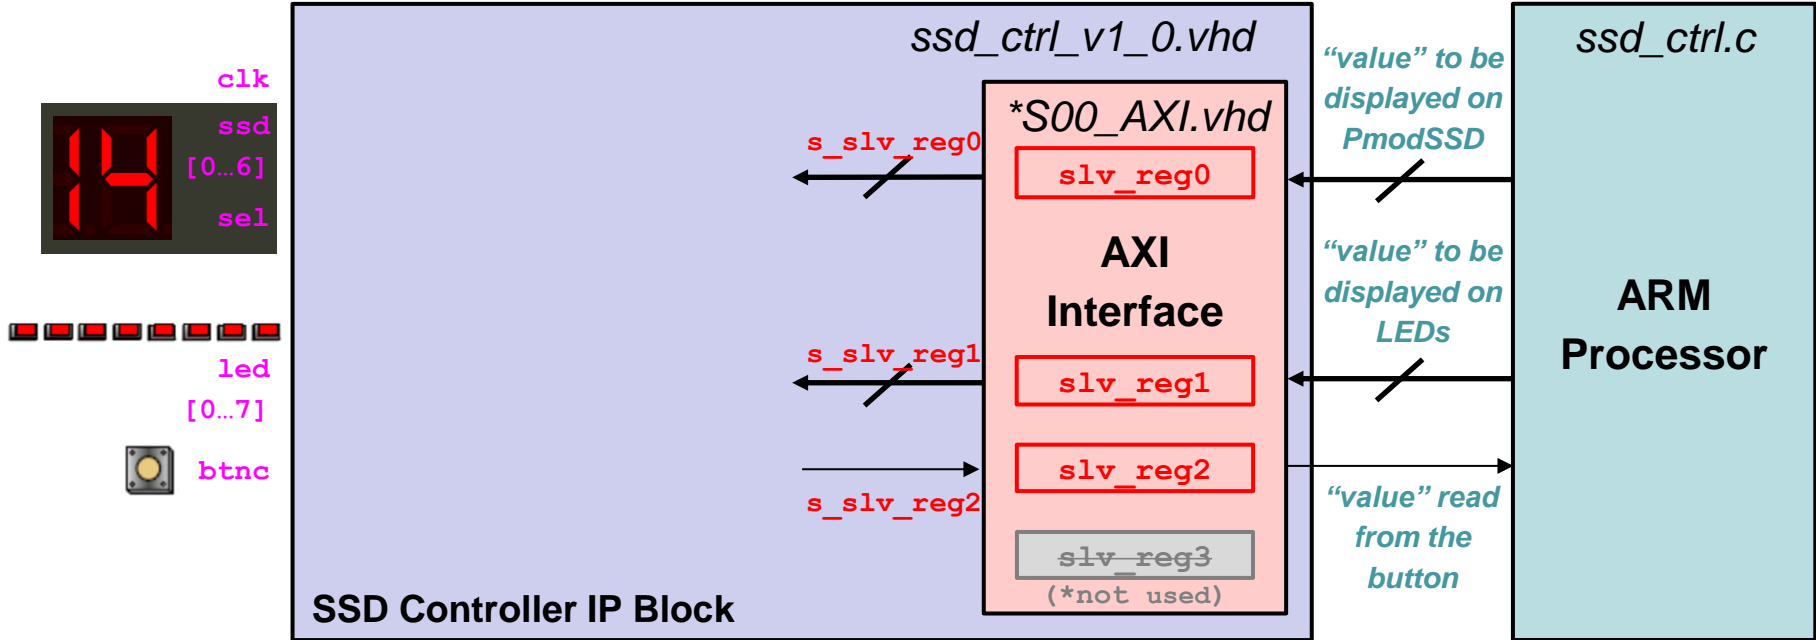 clk
ssd
[0…6]
sel
14
led
[0…7]
btnc
ssd_ctrl_v1_0.vhd
*S00_AXI.vhd
s_slv_reg0
slv_reg0
AXI
Interface
s_slv_reg1
slv_reg1
slv_reg2
s_slv_reg2
slv_reg3
(*not used)
SSD Controller IP Block
“value” to be
displayed on
PmodSSD
“value” to be
displayed on
LEDs
“value” read
from the
button
ssd_ctrl.c
ARM
Processor